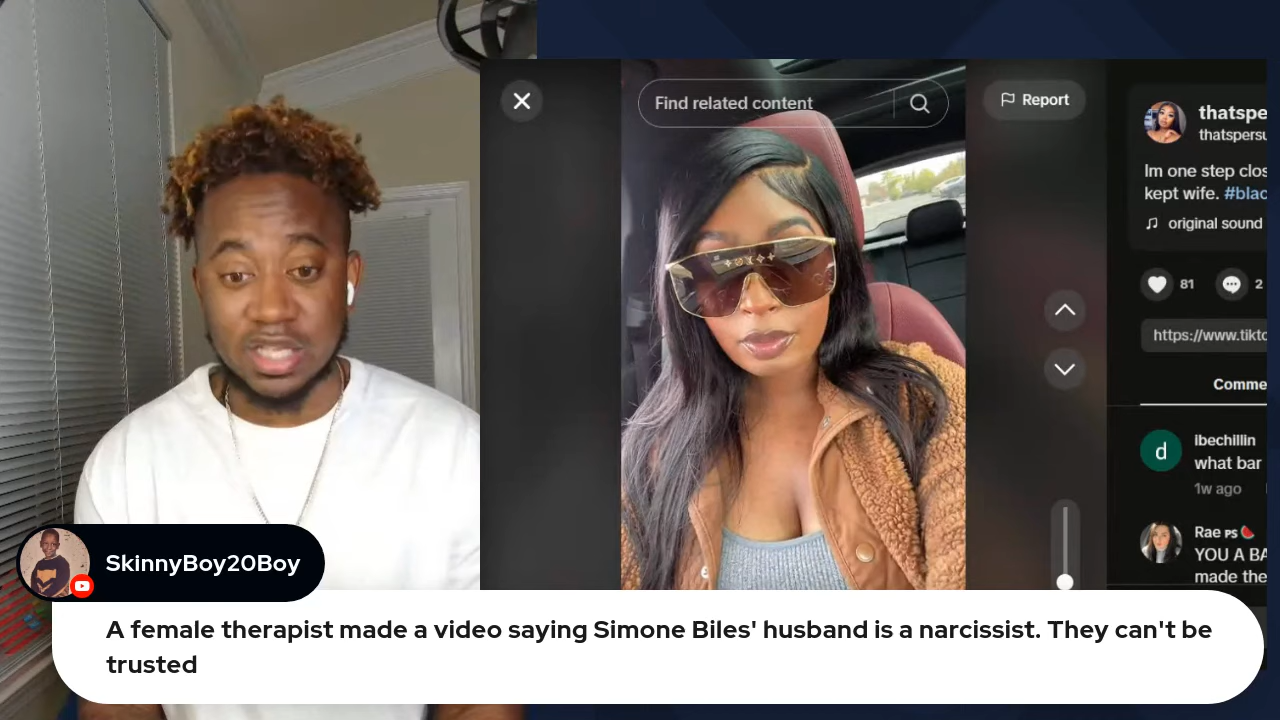 Find related content
Report
thatspe
thatspersu
Im one step clos
kept wife. #blac
original sound
81
2
https://www.tikto
Comme
d
ibechillin
what bar
1w ago
Rae
YOU A BA
made the
SkinnyBoy20Boy
A female therapist made a video saying Simone Biles' husband is a narcissist. They can't be
trusted